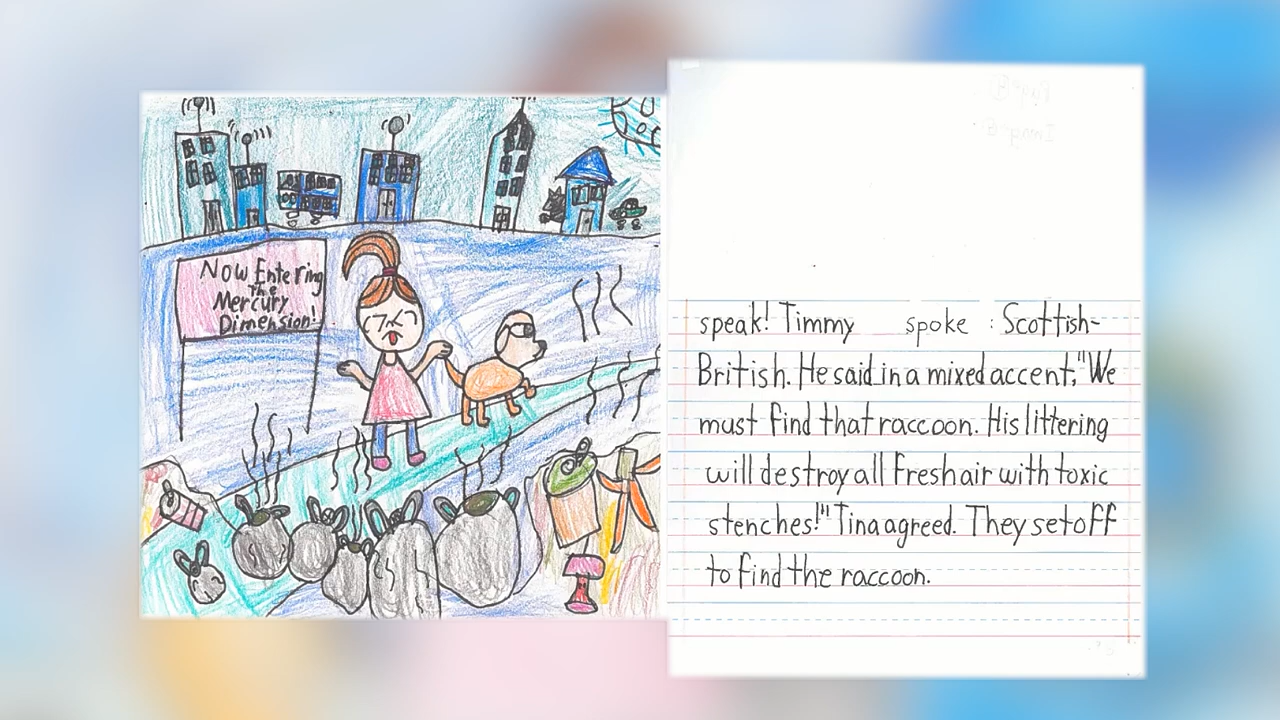 Now Entering
The
Mercury
Dimension!
speak! Timmy spoke : Scottish-
British. He said in a mixed accent, "We
must find that raccoon. His littering
will destroy all fresh air with toxic
stenches!" Tina agreed. They set off
to find the raccoon.